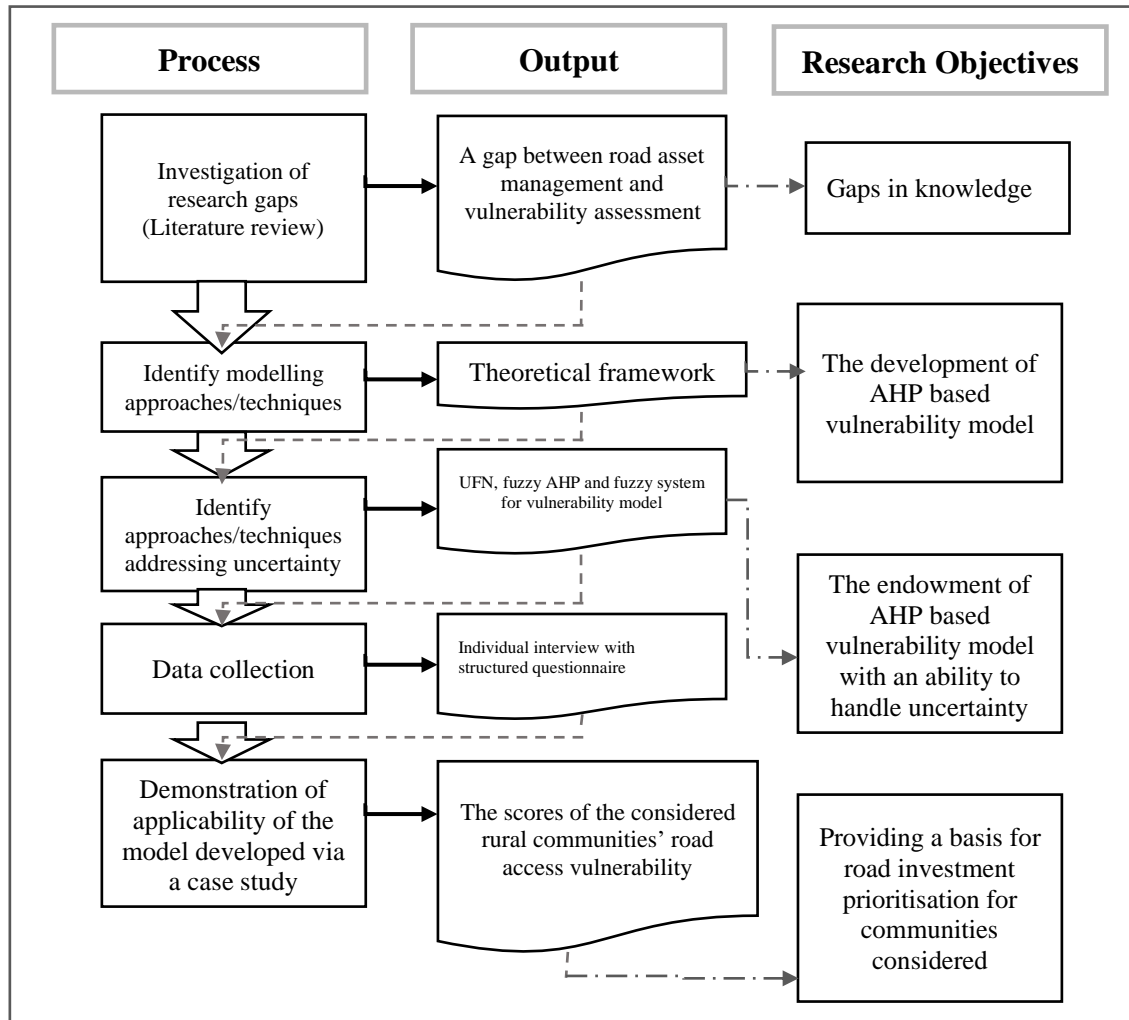 Process
Output
Research Objectives
Investigation of
research gaps
(Literature review)
A gap between road asset
management and
vulnerability assessment
Gaps in knowledge
Identify modelling
approaches/techniques
Theoretical framework
The development of
AHP based
vulnerability model
Identify
approaches/techniques
addressing uncertainty
UFN, fuzzy AHP and fuzzy system
for vulnerability model
The endowment of
AHP based
vulnerability model
with an ability to
handle uncertainty
Data collection
Individual interview with
structured questionnaire
Demonstration of
applicability of the
model developed via
a case study
The scores of the considered
rural communities’ road
access vulnerability
Providing a basis for
road investment
prioritisation for
communities
considered